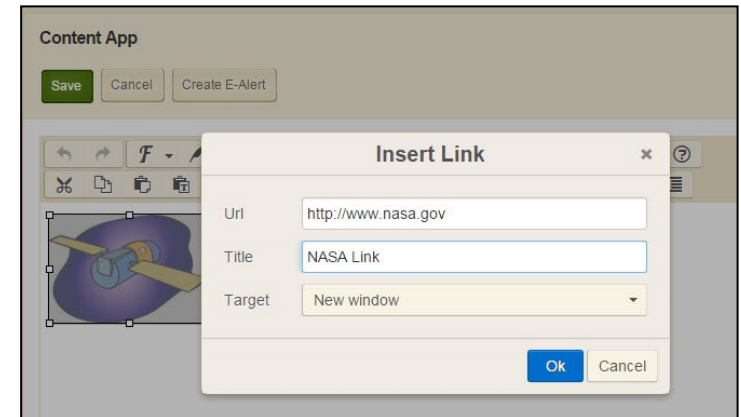 Content App
Save Cancel Create E-Alert
Insert Link
Url http://www.nasa.gov
Title NASA Link
Target New window
Ok Cancel